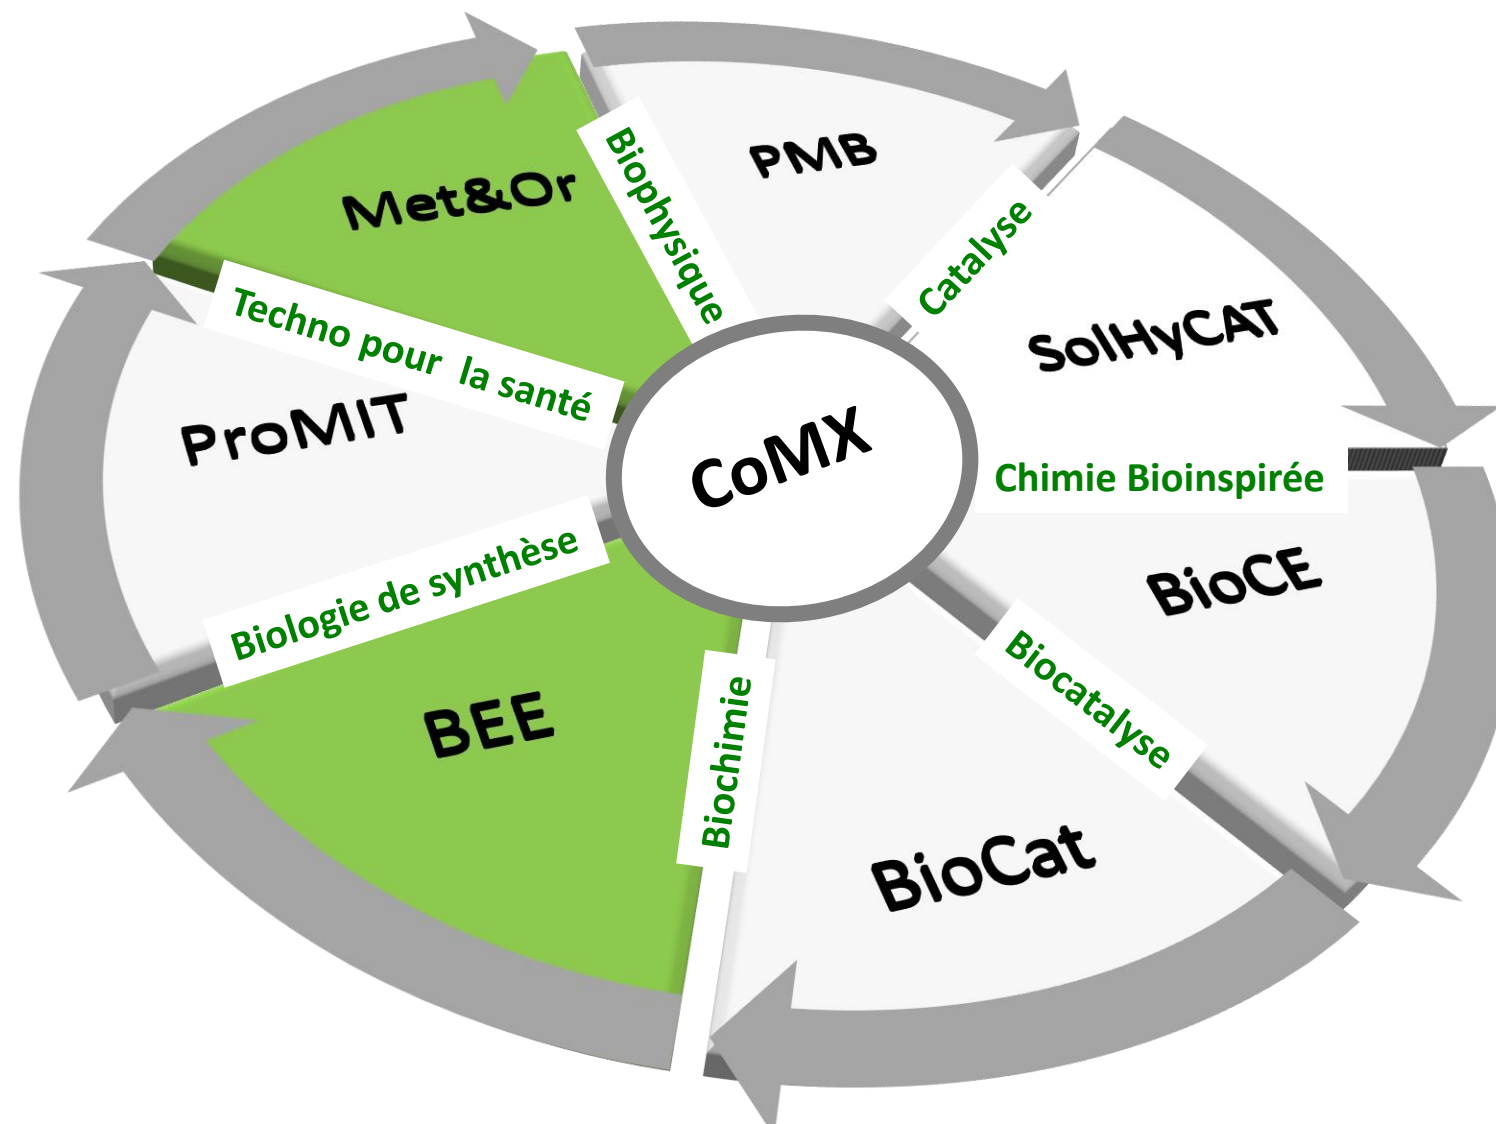 Met&Or
Biophysique
PMB
Catalyse
SolHyCAT
Techno pour  la santé
ProMIT
CoMX
Chimie Bioinspirée
BioCE
Biologie de synthèse
Biocatalyse
BEE
Biochimie
BioCat